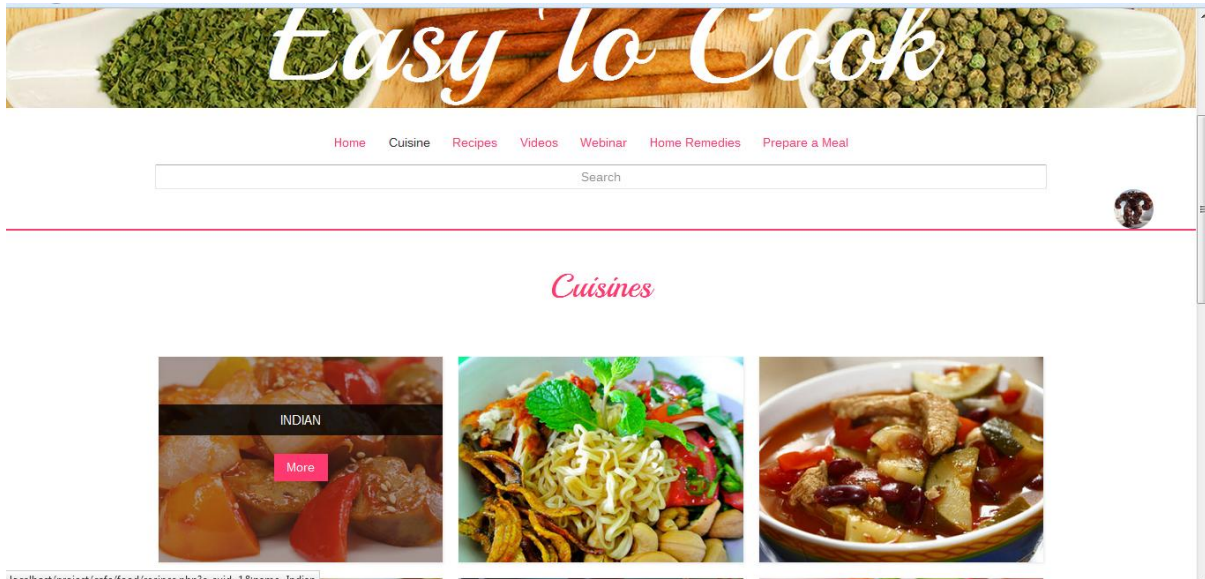 Easy to Cook
Home Cuisine Recipes Videos Webinar Home Remedies Prepare a Meal
Search
Cuisines
INDIAN
More